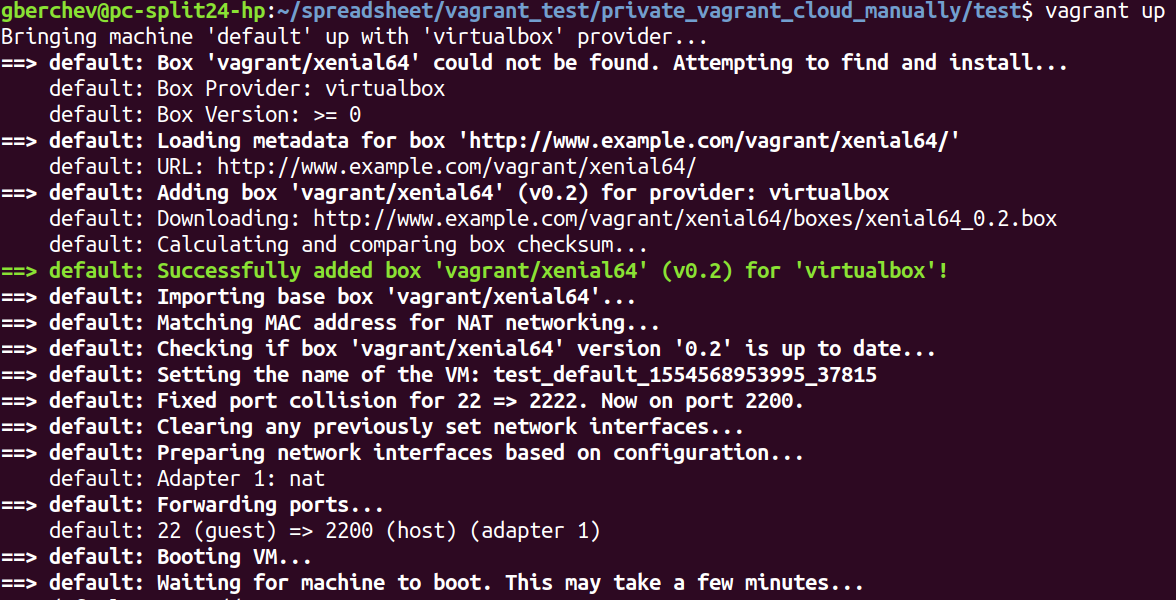 gberchev@pc-split24-hp:~/spreadsheet/vagrant_test/private_vagrant_cloud_manually/test$ vagrant up
Bringing machine 'default' up with 'virtualbox' provider...
==> default: Box 'vagrant/xenial64' could not be found. Attempting to find and install...
    default: Box Provider: virtualbox
    default: Box Version: >= 0
==> default: Loading metadata for box 'http://www.example.com/vagrant/xenial64/'
    default: URL: http://www.example.com/vagrant/xenial64/
==> default: Adding box 'vagrant/xenial64' (v0.2) for provider: virtualbox
    default: Downloading: http://www.example.com/vagrant/xenial64/boxes/xenial64_0.2.box
    default: Calculating and comparing box checksum...
==> default: Successfully added box 'vagrant/xenial64' (v0.2) for 'virtualbox'!
==> default: Importing base box 'vagrant/xenial64'...
==> default: Matching MAC address for NAT networking...
==> default: Checking if box 'vagrant/xenial64' version '0.2' is up to date...
==> default: Setting the name of the VM: test_default_1554568953995_37815
==> default: Fixed port collision for 22 => 2222. Now on port 2200.
==> default: Clearing any previously set network interfaces...
==> default: Preparing network interfaces based on configuration...
    default: Adapter 1: nat
==> default: Forwarding ports...
    default: 22 (guest) => 2200 (host) (adapter 1)
==> default: Booting VM...
==> default: Waiting for machine to boot. This may take a few minutes...